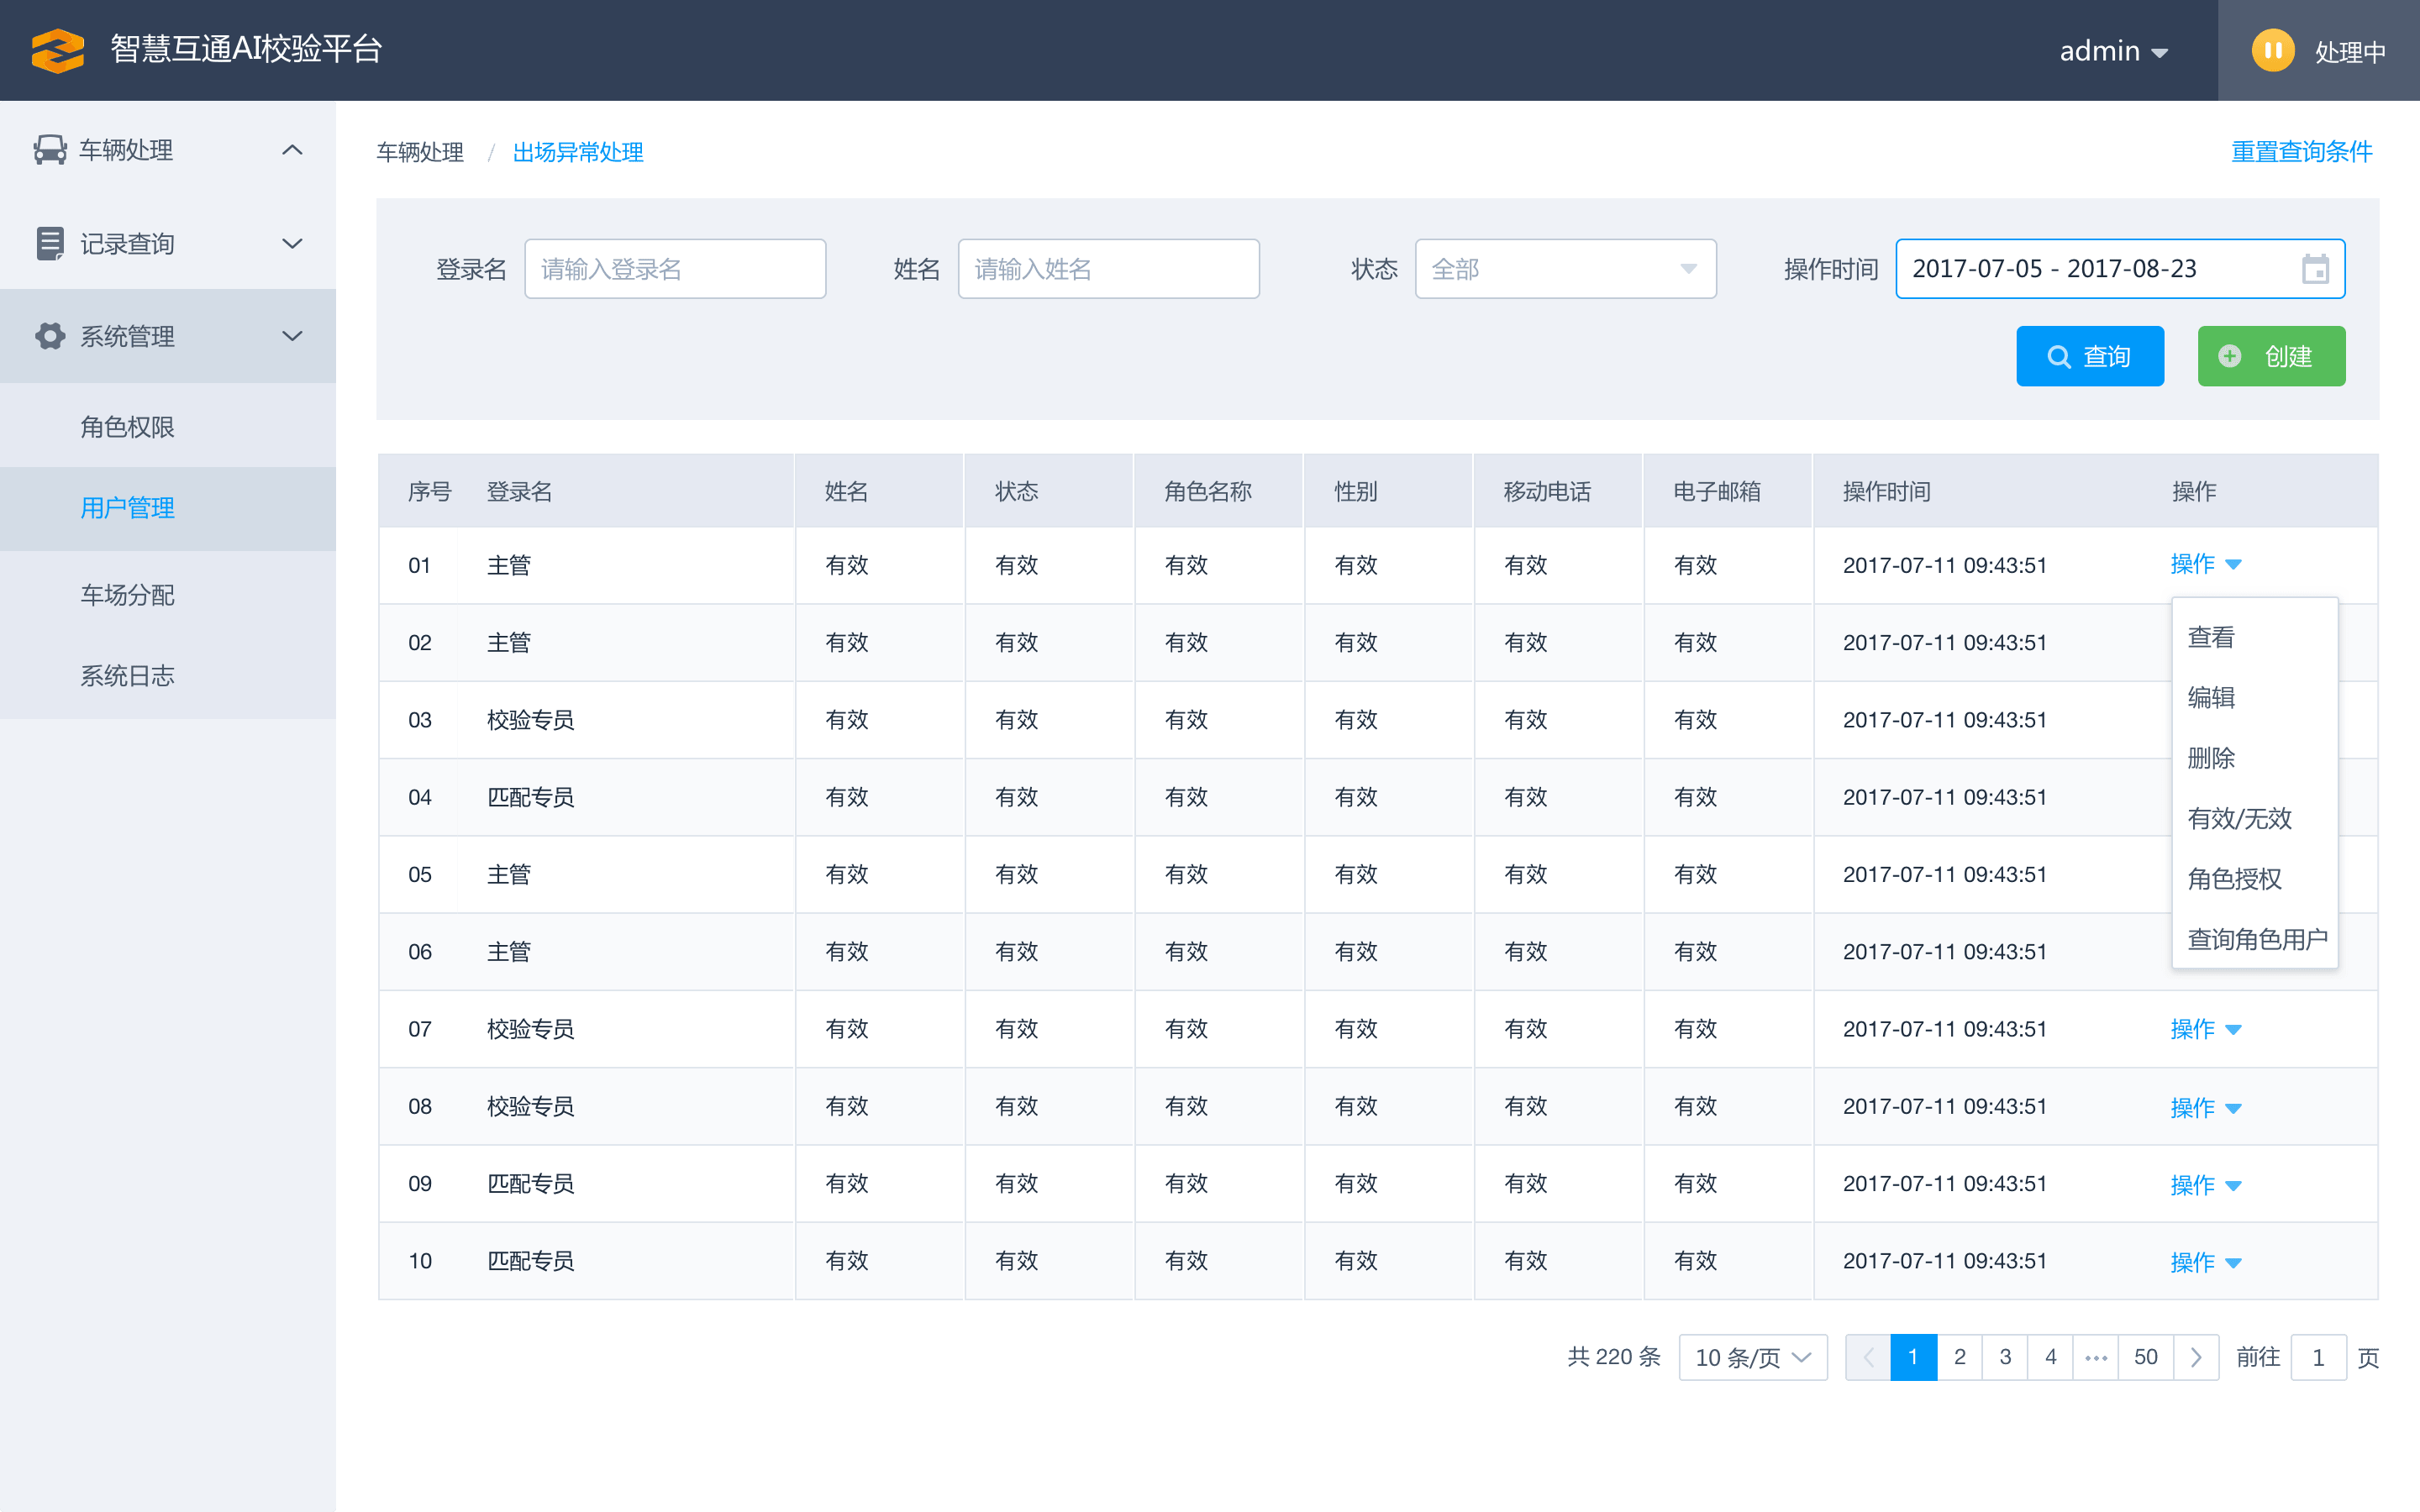 智慧互通AI校验平台
admin
处理中
车辆处理
记录查询
系统管理
角色权限
用户管理
车场分配
系统日志
车辆处理 / 出场异常处理
重置查询条件
登录名 请输入登录名 姓名 请输入姓名 状态 全部 操作时间 2017-07-05 - 2017-08-23
查询 创建
序号 登录名 姓名 状态 角色名称 性别 移动电话 电子邮箱 操作时间 操作
01 主管 有效 有效 有效 有效 有效 有效 2017-07-11 09:43:51 操作
02 主管 有效 有效 有效 有效 有效 有效 2017-07-11 09:43:51
03 校验专员 有效 有效 有效 有效 有效 有效 2017-07-11 09:43:51
04 匹配专员 有效 有效 有效 有效 有效 有效 2017-07-11 09:43:51
05 主管 有效 有效 有效 有效 有效 有效 2017-07-11 09:43:51
06 主管 有效 有效 有效 有效 有效 有效 2017-07-11 09:43:51
查看
编辑
删除
有效/无效
角色授权
查询角色用户
07 校验专员 有效 有效 有效 有效 有效 有效 2017-07-11 09:43:51 操作
08 校验专员 有效 有效 有效 有效 有效 有效 2017-07-11 09:43:51 操作
09 匹配专员 有效 有效 有效 有效 有效 有效 2017-07-11 09:43:51 操作
10 匹配专员 有效 有效 有效 有效 有效 有效 2017-07-11 09:43:51 操作
共 220 条 10 条/页 1 2 3 4 ··· 50 前往 1 页